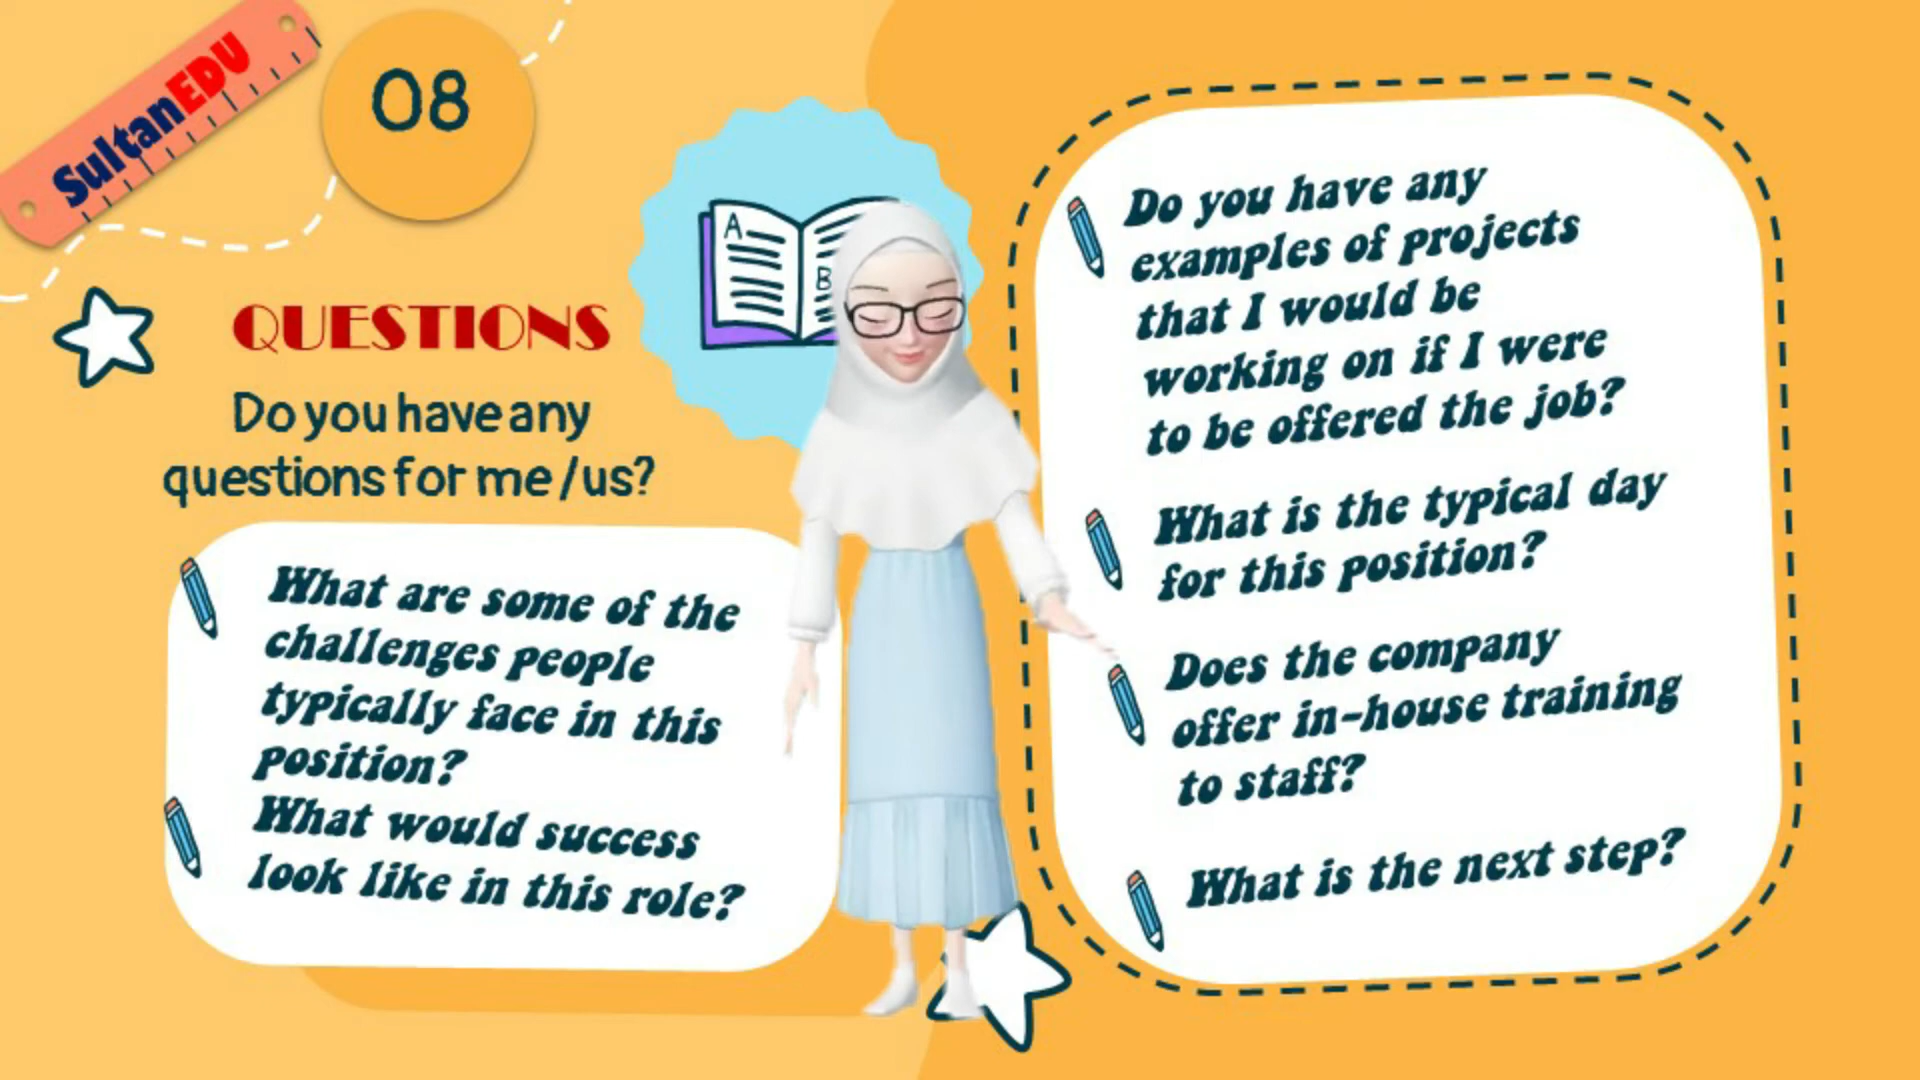 SultanEDU
08
QUESTIONS
Do you have any
questions for me/us?
What are some of the
challenges people
typically face in this
position?
What would success
look like in this role?
A
B
Do you have any
examples of projects
that I would be
working on if I were
to be offered the job?
What is the typical day
for this position?
Does the company
offer in-house training
to staff?
What is the next step?